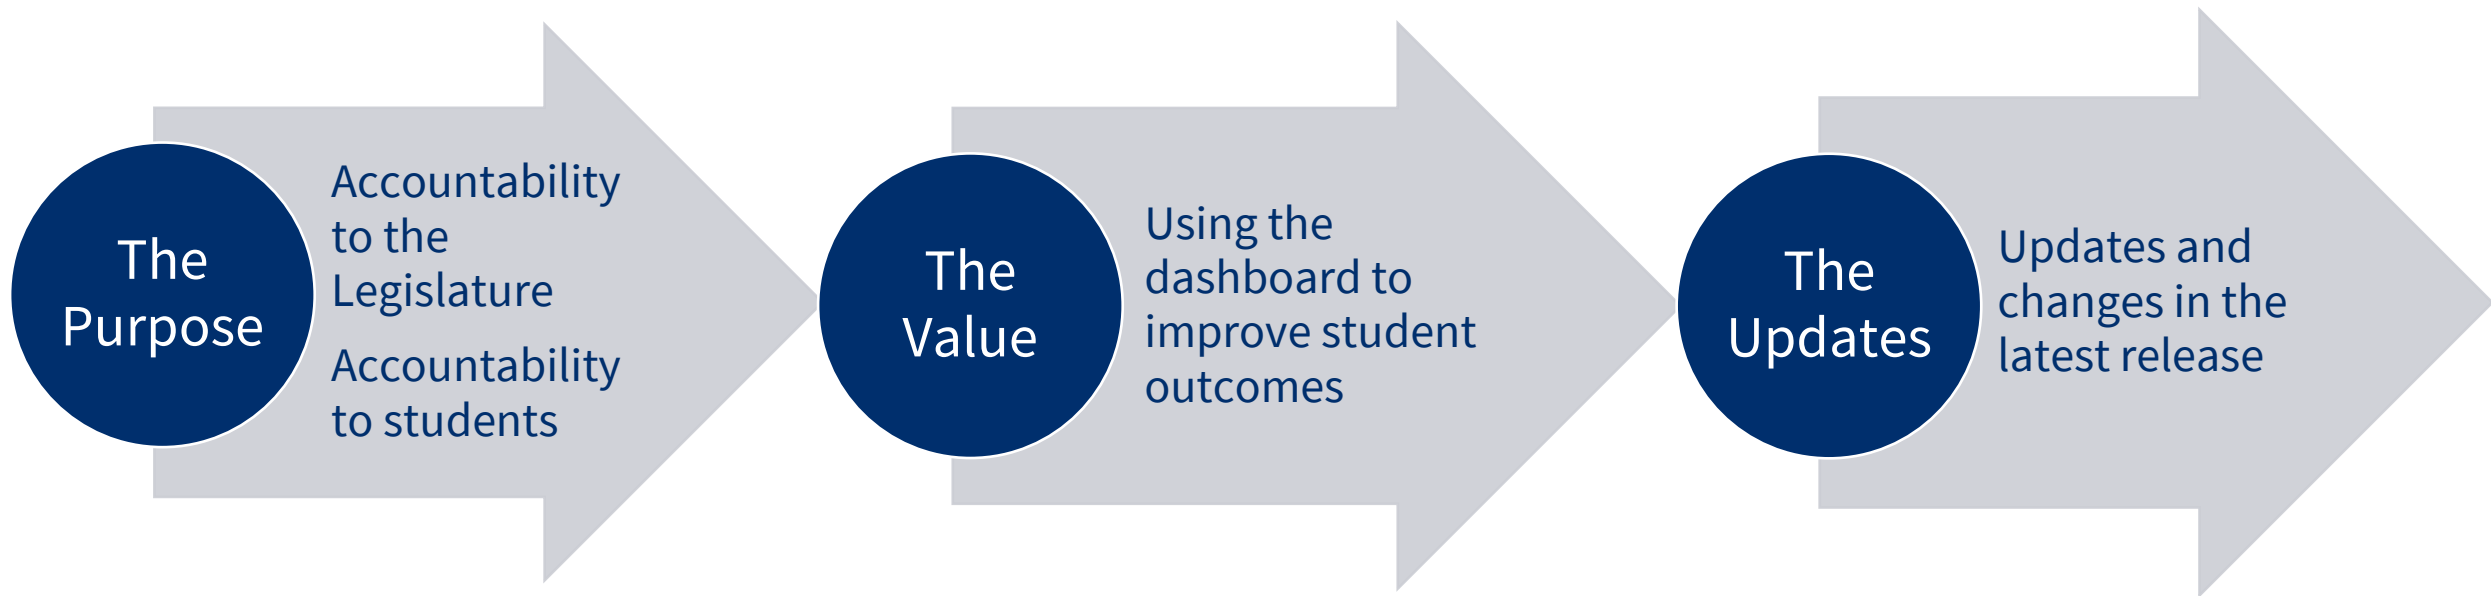 The
Purpose
Accountability
to the
Legislature
Accountability
to students
The
Value
Using the
dashboard to
improve student
outcomes
The
Updates
Updates and
changes in the
latest release